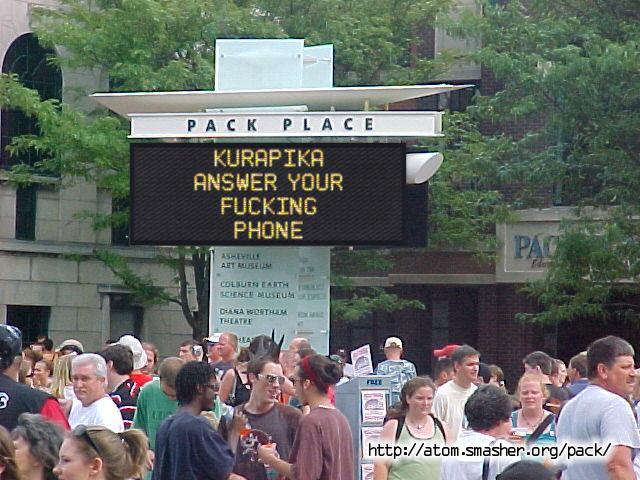 PACK PLACE
KURAPIKA
ANSWER YOUR
FUCKING
PHONE
ASHEVILLE
ART MUSEUM
COLBURN EARTH
SCIENCE MUSEUM
DIANA WORTHAM
THEATRE
PAC
FREE
http://atom.smasher.org/pack/